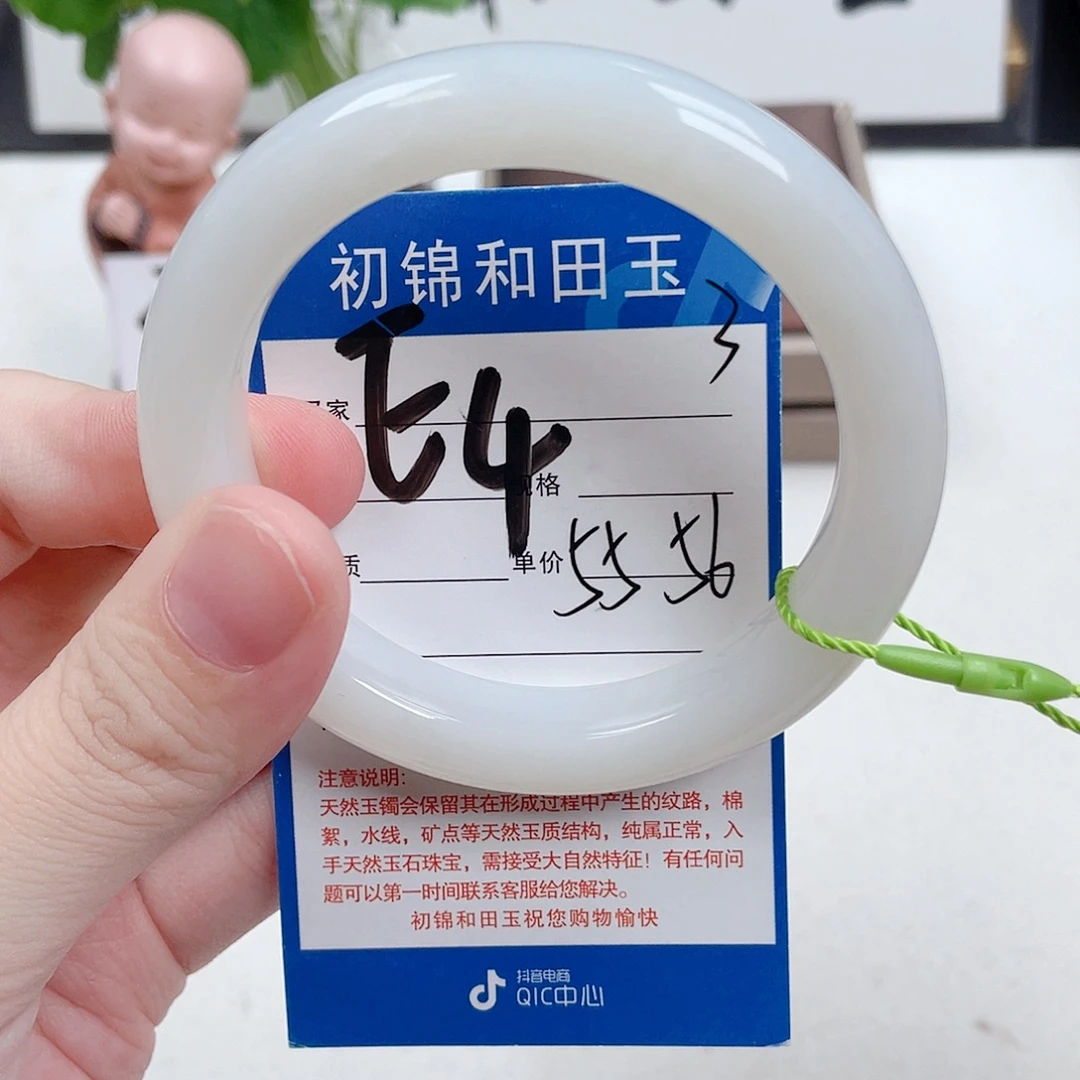 初锦和田玉
3
家
飞4
规格
质
单价
55 56
注意说明:
天然玉镯会保留其在形成过程中产生的纹路，棉
絮，水线，矿点等天然玉质结构，纯属正常，入
手天然玉石珠宝，需接受大自然特征！有任何问
题可以第一时间联系客服给您解决。
初锦和田玉祝您购物愉快
抖音电商
QIC中心